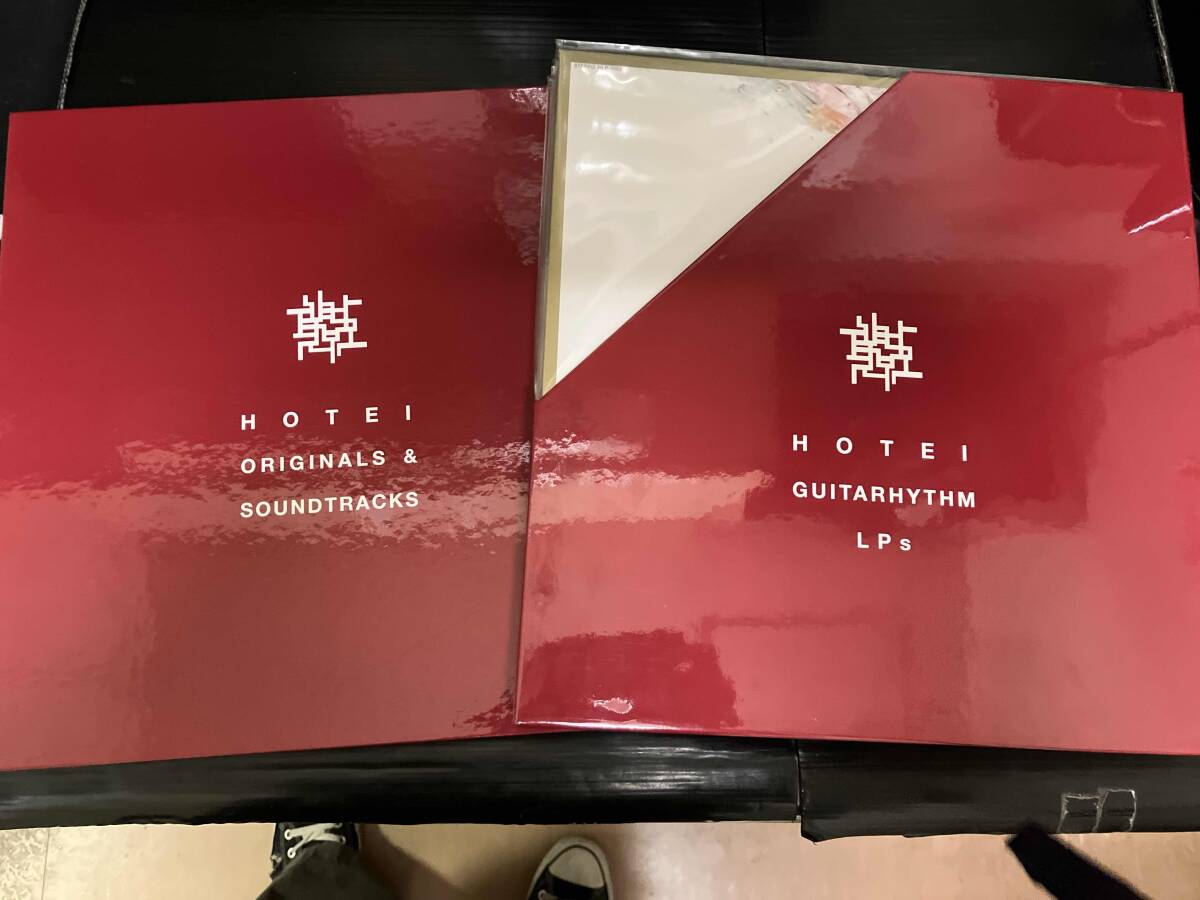 HOTEI
ORIGINALS &
SOUNDTRACKS
HOTEI
GUITARHYTHM
LPs